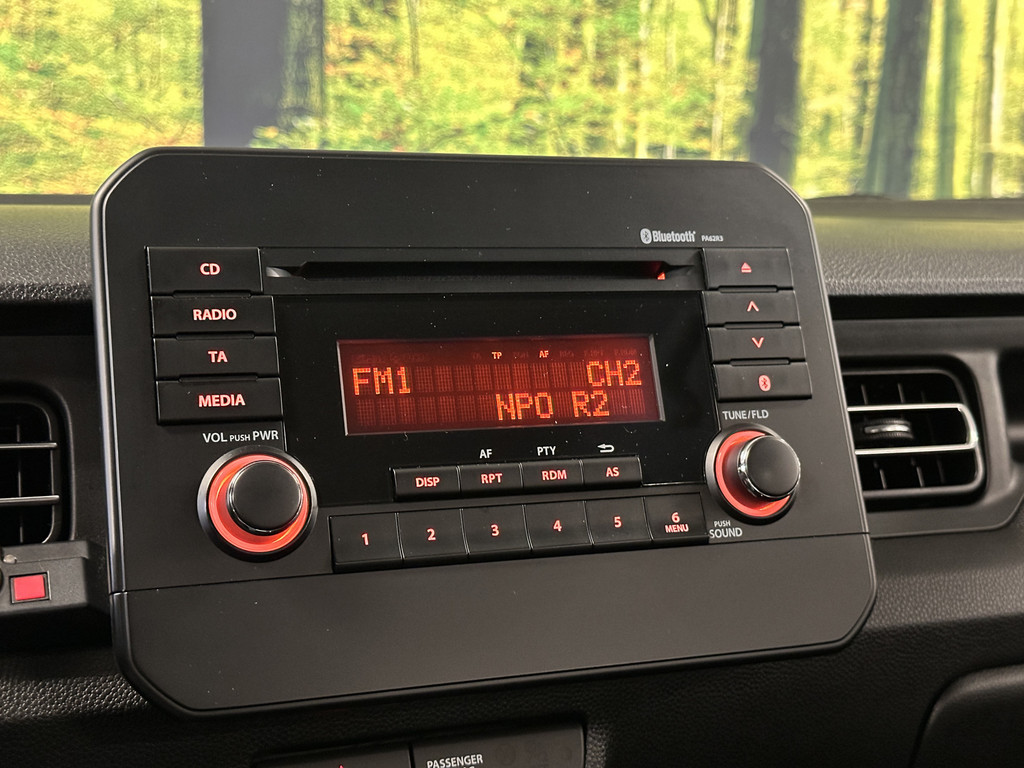 Bluetooth PA62R3
CD
RADIO
TA
MEDIA
TP AF
FM1 CH2
NPO R2
VOL PUSH PWR
TUNE/FLD
AF PTY
DISP RPT RDM AS
1 2 3 4 5 6
MENU
PUSH
SOUND
PASSENGER